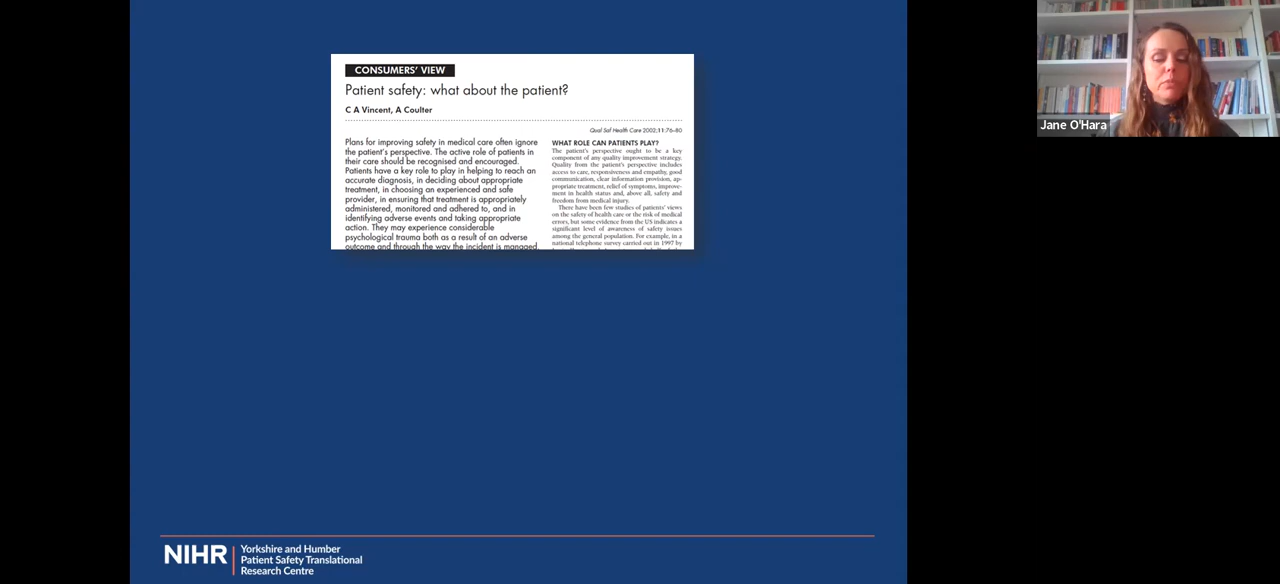 CONSUMERS' VIEW
Patient safety: what about the patient?
C A Vincent, A Coulter
Qual Saf Health Care 2002;11:76–80
Plans for improving safety in medical care often ignore
the patient's perspective. The active role of patients in
their care should be recognised and encouraged.
Patients have a key role to play in helping to reach an
accurate diagnosis, in deciding about appropriate
treatment, in choosing an experienced and safe
provider, in ensuring that treatment is appropriately
administered, monitored and adhered to, and in
identifying adverse events and taking appropriate
action. They may experience considerable
psychological trauma both as a result of an adverse
outcome and through the way the incident is managed.
WHAT ROLE CAN PATIENTS PLAY?
The patient's perspective ought to be a key
component of any quality improvement strategy.
Quality from the patient's perspective includes
access to care, responsiveness and empathy, good
communication, clear information provision, ap-
propriate treatment, relief of symptoms, improve-
ment in health status and, above all, safety and
freedom from medical injury.
There have been few studies of patients' views
on the safety of health care or the risk of medical
errors, but some evidence from the US indicates a
significant level of awareness of safety issues
among the general population. For example, in a
national telephone survey carried out in 1997 by
Jane O'Hara
NIHR
Yorkshire and Humber
Patient Safety Translational
Research Centre